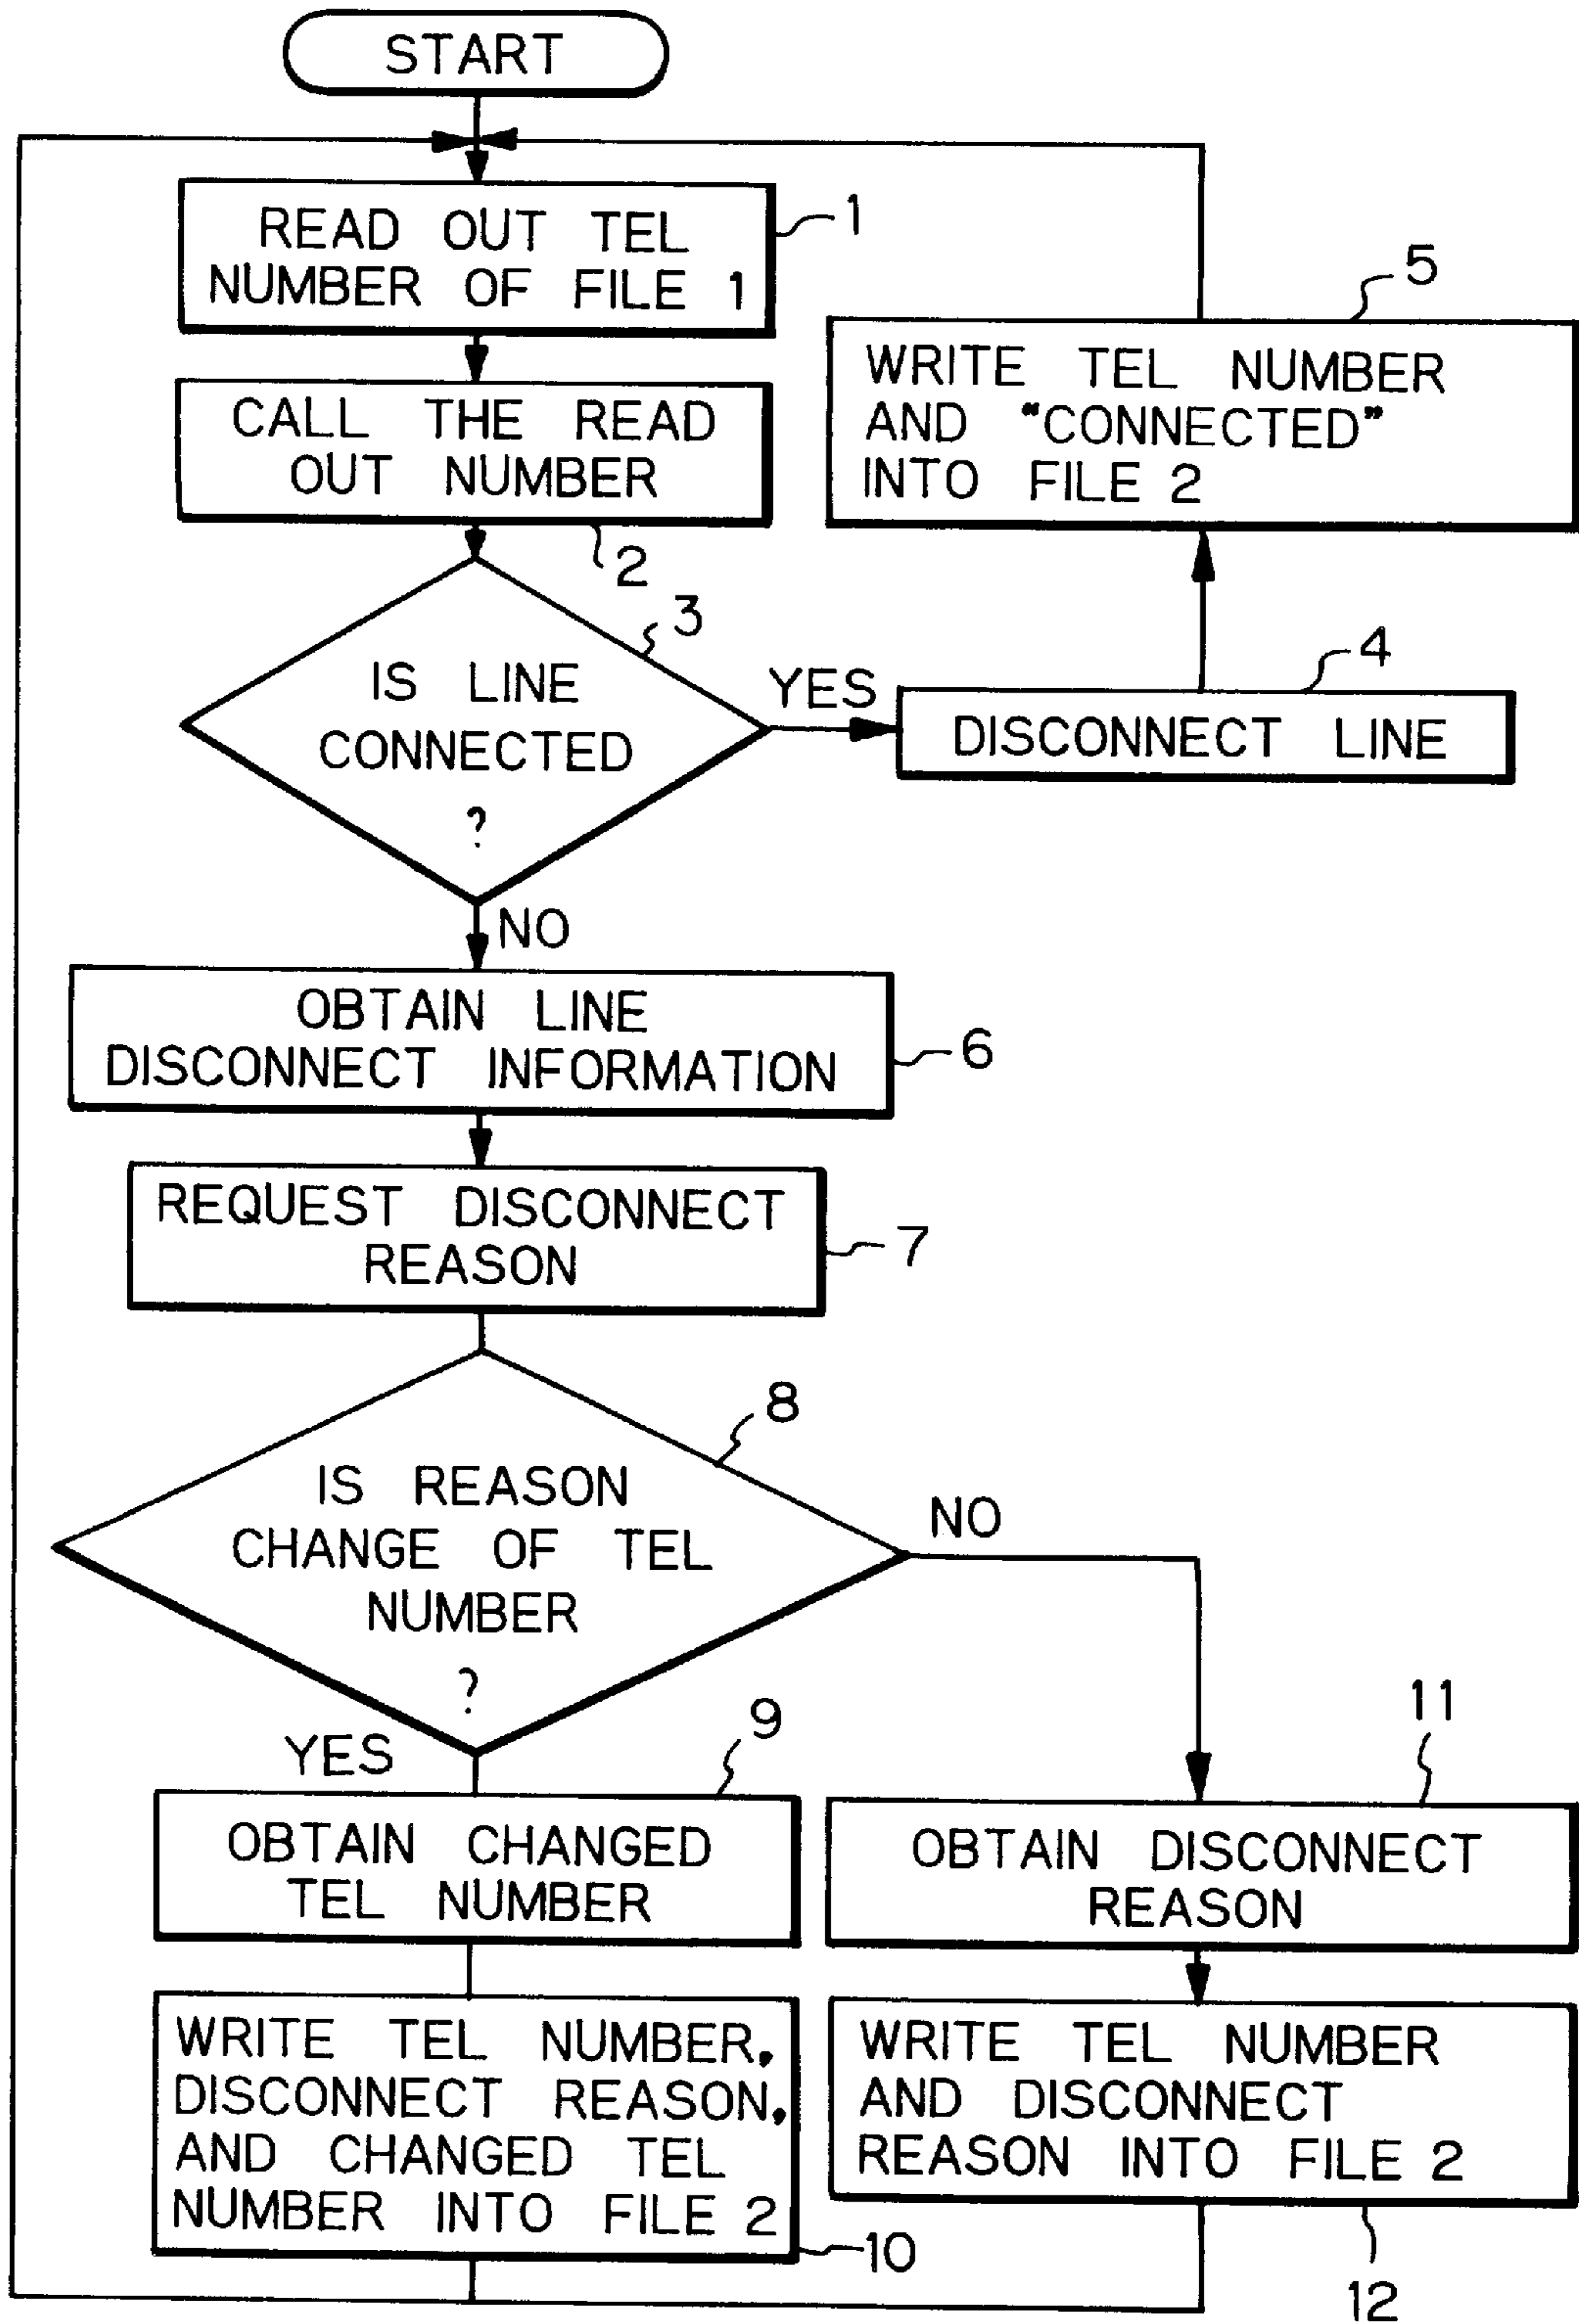 START
READ OUT TEL
NUMBER OF FILE 1
1
CALL THE READ
OUT NUMBER
2
IS LINE
CONNECTED
?
3
YES
DISCONNECT LINE
4
WRITE TEL NUMBER
AND "CONNECTED"
INTO FILE 2
5
NO
OBTAIN LINE
DISCONNECT INFORMATION
6
REQUEST DISCONNECT
REASON
7
IS REASON
CHANGE OF TEL
NUMBER
?
8
NO
YES
OBTAIN CHANGED
TEL NUMBER
9
WRITE TEL NUMBER,
DISCONNECT REASON,
AND CHANGED TEL
NUMBER INTO FILE 2
10
OBTAIN DISCONNECT
REASON
11
WRITE TEL NUMBER
AND DISCONNECT
REASON INTO FILE 2
12